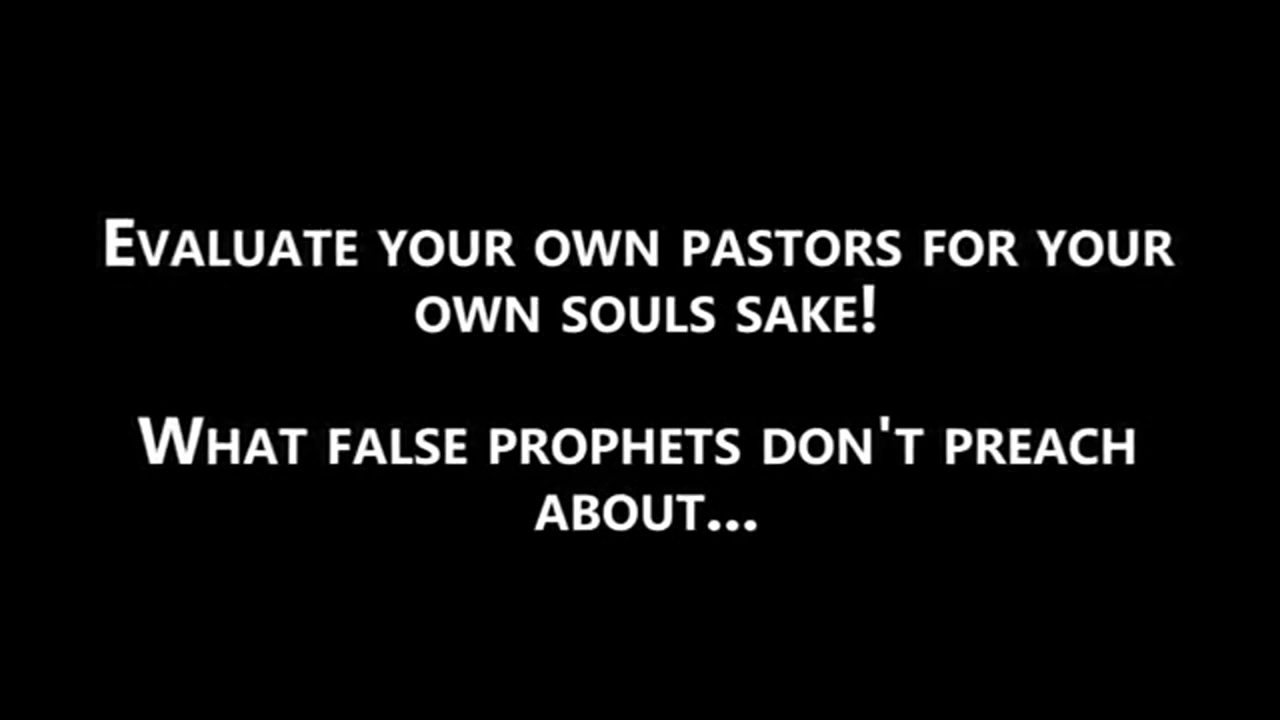 Evaluate your own pastors for your
own souls sake!
What false prophets don't preach
about...